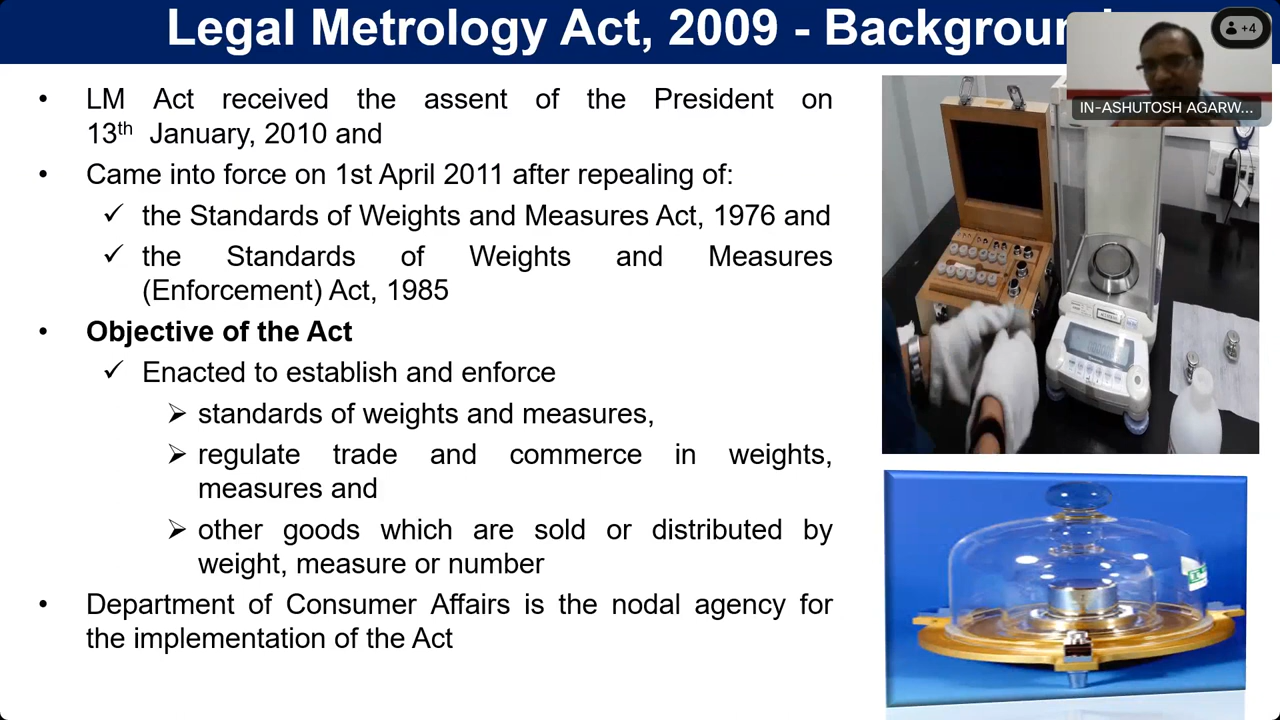 Legal Metrology Act, 2009 - Backgroun
+4
IN-ASHUTOSH AGARW...
• LM Act received the assent of the President on
13th January, 2010 and
• Came into force on 1st April 2011 after repealing of:
✓ the Standards of Weights and Measures Act, 1976 and
✓ the Standards of Weights and Measures
(Enforcement) Act, 1985
• Objective of the Act
✓ Enacted to establish and enforce
➢ standards of weights and measures,
➢ regulate trade and commerce in weights,
measures and
➢ other goods which are sold or distributed by
weight, measure or number
• Department of Consumer Affairs is the nodal agency for
the implementation of the Act